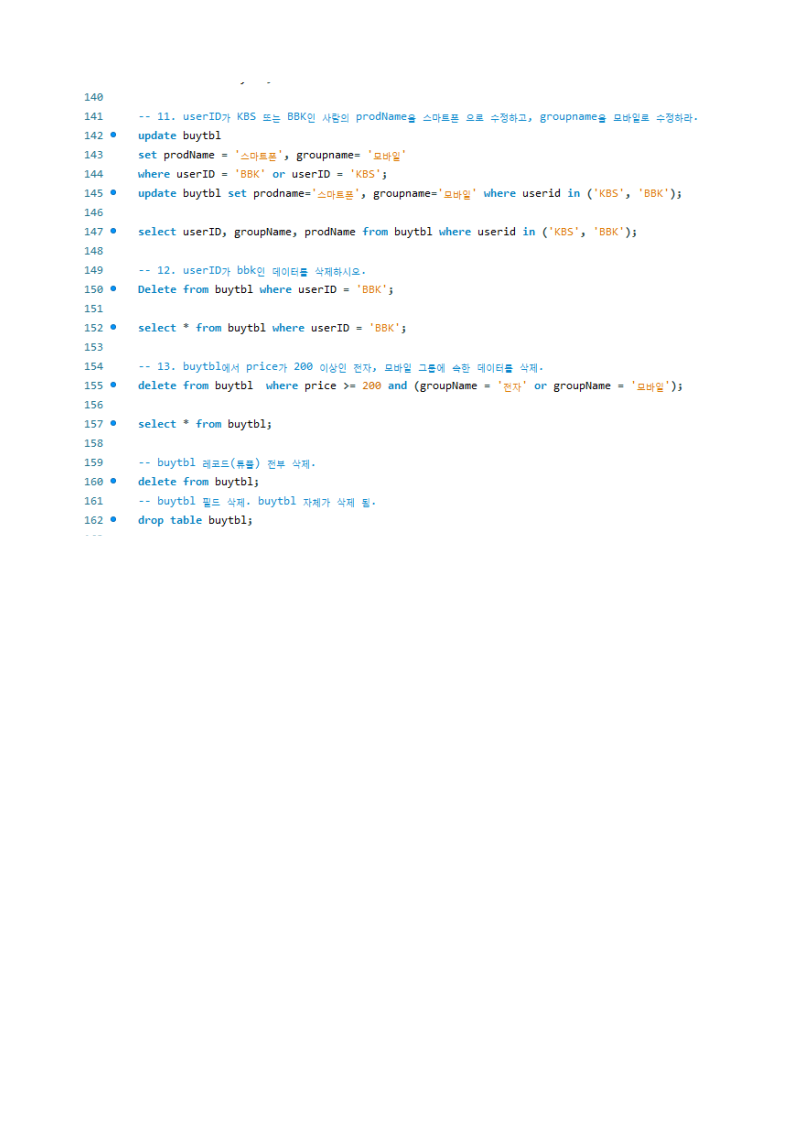 140
141 -- 11. userID가 KBS 또는 BBK인 사람의 prodName을 스마트폰 으로 수정하고, groupname을 모바일로 수정하라.
142 update buytbl
143 set prodName = '스마트폰', groupname= '모바일'
144 where userID = 'BBK' or userID = 'KBS';
145 update buytbl set prodname='스마트폰', groupname='모바일' where userid in ('KBS', 'BBK');
146
147 select userID, groupName, prodName from buytbl where userid in ('KBS', 'BBK');
148
149 -- 12. userID가 bbk인 데이터를 삭제하시오.
150 Delete from buytbl where userID = 'BBK';
151
152 select * from buytbl where userID = 'BBK';
153
154 -- 13. buytbl에서 price가 200 이상인 전자, 모바일 그룹에 속한 데이터를 삭제.
155 delete from buytbl  where price >= 200 and (groupName = '전자' or groupName = '모바일');
156
157 select * from buytbl;
158
159 -- buytbl 레코드(튜플) 전부 삭제.
160 delete from buytbl;
161 -- buytbl 필드 삭제. buytbl 자체가 삭제 됨.
162 drop table buytbl;